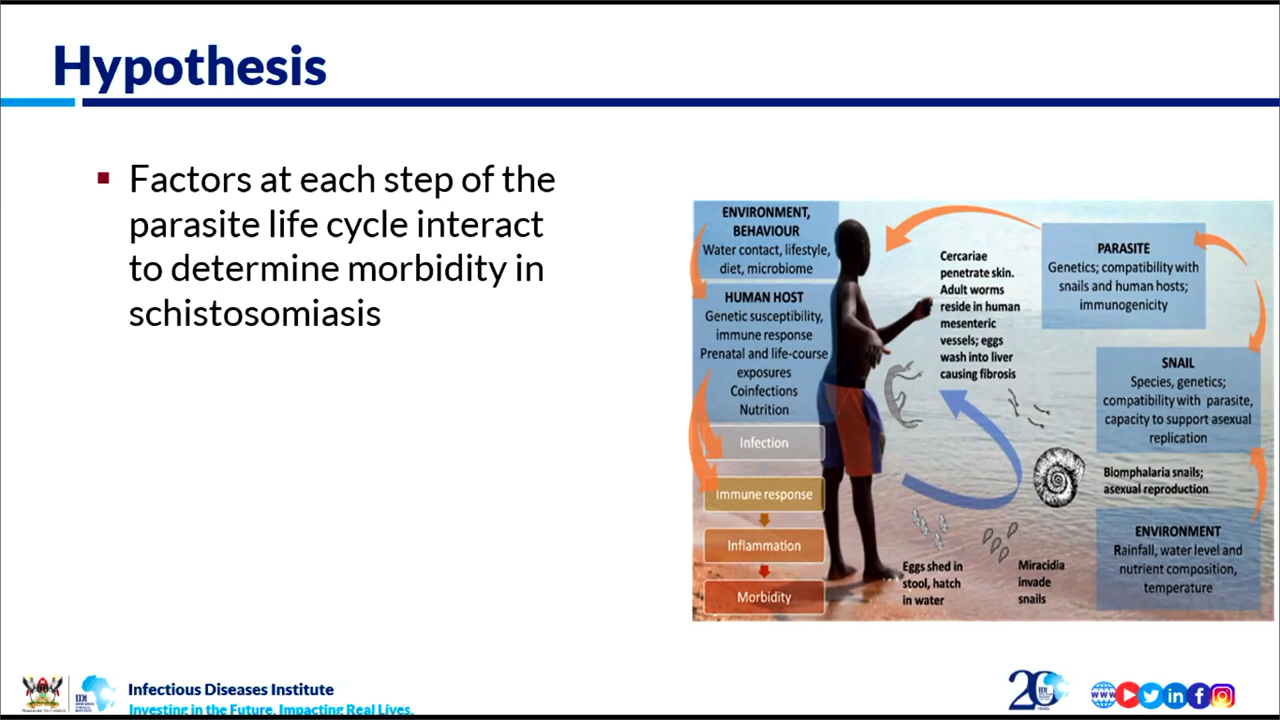 Hypothesis
Factors at each step of the
parasite life cycle interact
to determine morbidity in
schistosomiasis
ENVIRONMENT,
BEHAVIOUR
Water contact, lifestyle,
diet, microbiome
HUMAN HOST
Genetic susceptibility,
immune response
Prenatal and life-course
exposures
Coinfections
Nutrition
Infection
Immune response
Inflammation
Morbidity
Cercariae
penetrate skin.
Adult worms
reside in human
mesenteric
vessels; eggs
wash into liver
causing fibrosis
PARASITE
Genetics; compatibility with
snails and human hosts;
immunogenicity
SNAIL
Species, genetics;
compatibility with parasite,
capacity to support asexual
replication
Biomphalaria snails;
asexual reproduction
ENVIRONMENT
Rainfall, water level and
nutrient composition,
temperature
Eggs shed in
stool, hatch
in water
Miracidia
invade
snails
IDI
Infectious Diseases Institute
Investing in the Future. Impacting Real Lives.
20
IDI
YEARS